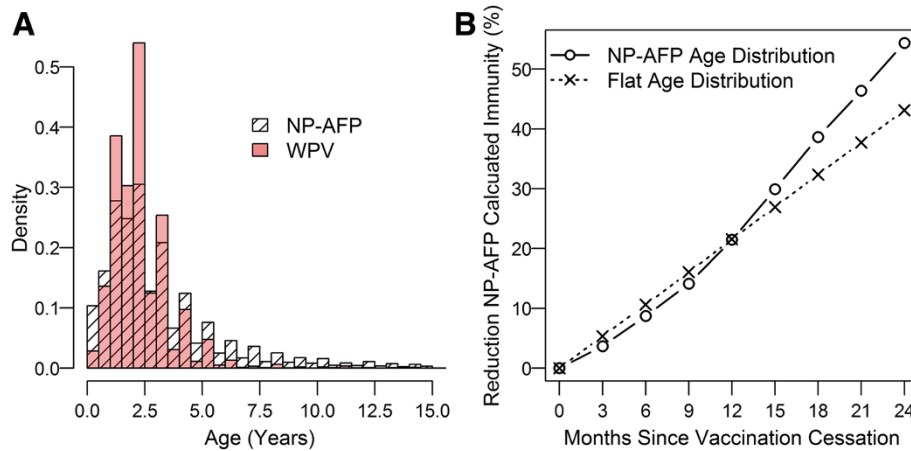 A
Density
0.5
0.4
0.3
0.2
0.1
0.0
NP-AFP
WPV
0.0 2.5 5.0 7.5 10.0 12.5 15.0
Age (Years)
B
Reduction NP-AFP Calcuated Immunity (%)
50
40
30
20
10
0
NP-AFP Age Distribution
Flat Age Distribution
0 3 6 9 12 15 18 21 24
Months Since Vaccination Cessation